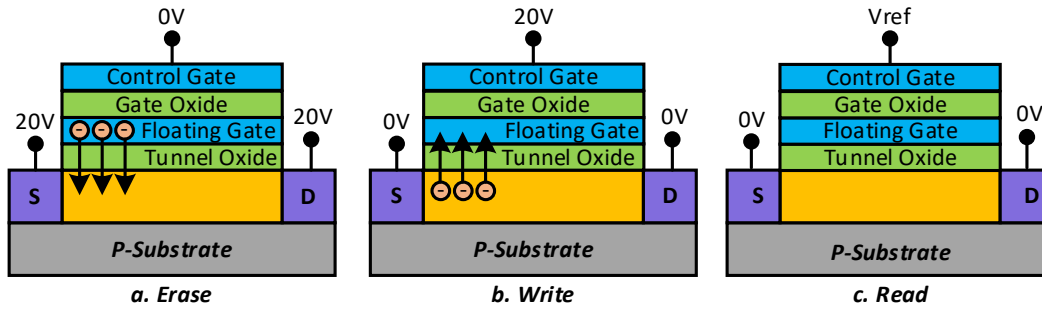 0V
Control Gate
Gate Oxide
20V
- - -
Floating Gate
20V
Tunnel Oxide
S
D
P-Substrate
a. Erase
20V
Control Gate
Gate Oxide
0V
Floating Gate
0V
Tunnel Oxide
S
- - -
D
P-Substrate
b. Write
Vref
Control Gate
Gate Oxide
0V
Floating Gate
0V
Tunnel Oxide
S
D
P-Substrate
c. Read